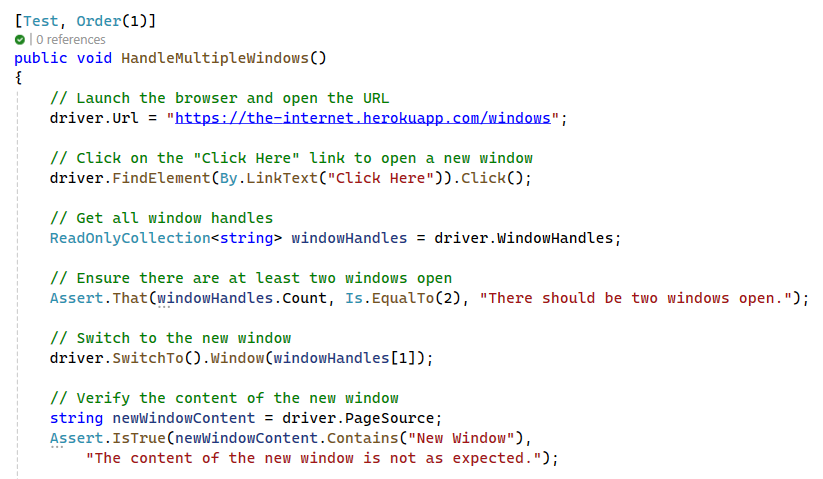 [Test, Order(1)]
| 0 references
public void HandleMultipleWindows()
{
// Launch the browser and open the URL
driver.Url = "https://the-internet.herokuapp.com/windows";
// Click on the "Click Here" link to open a new window
driver.FindElement(By.LinkText("Click Here")).Click();
// Get all window handles
ReadOnlyCollection<string> windowHandles = driver.WindowHandles;
// Ensure there are at least two windows open
Assert.That(windowHandles.Count, Is.EqualTo(2), "There should be two windows open.");
// Switch to the new window
driver.SwitchTo().Window(windowHandles[1]);
// Verify the content of the new window
string newWindowContent = driver.PageSource;
Assert.IsTrue(newWindowContent.Contains("New Window"),
"The content of the new window is not as expected.");